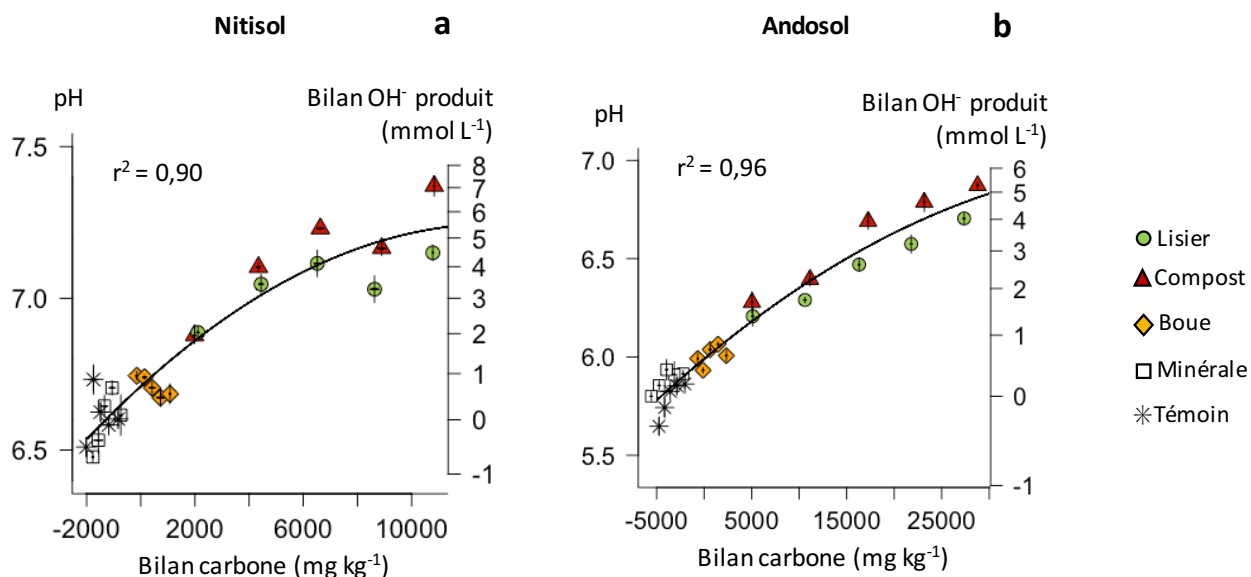 Nitisol
a
pH
Bilan OH⁻ produit
(mmol L⁻¹)
7.5
7.0
6.5
r² = 0,90
8
7
6
5
4
3
2
1
0
-1
-2000
2000
6000
10000
Bilan carbone (mg kg⁻¹)
Andosol
b
pH
Bilan OH⁻ produit
(mmol L⁻¹)
7.0
6.5
6.0
5.5
r² = 0,96
6
5
4
3
2
1
0
-1
-5000
5000
15000
25000
Bilan carbone (mg kg⁻¹)
Lisier
Compost
Boue
Minérale
Témoin